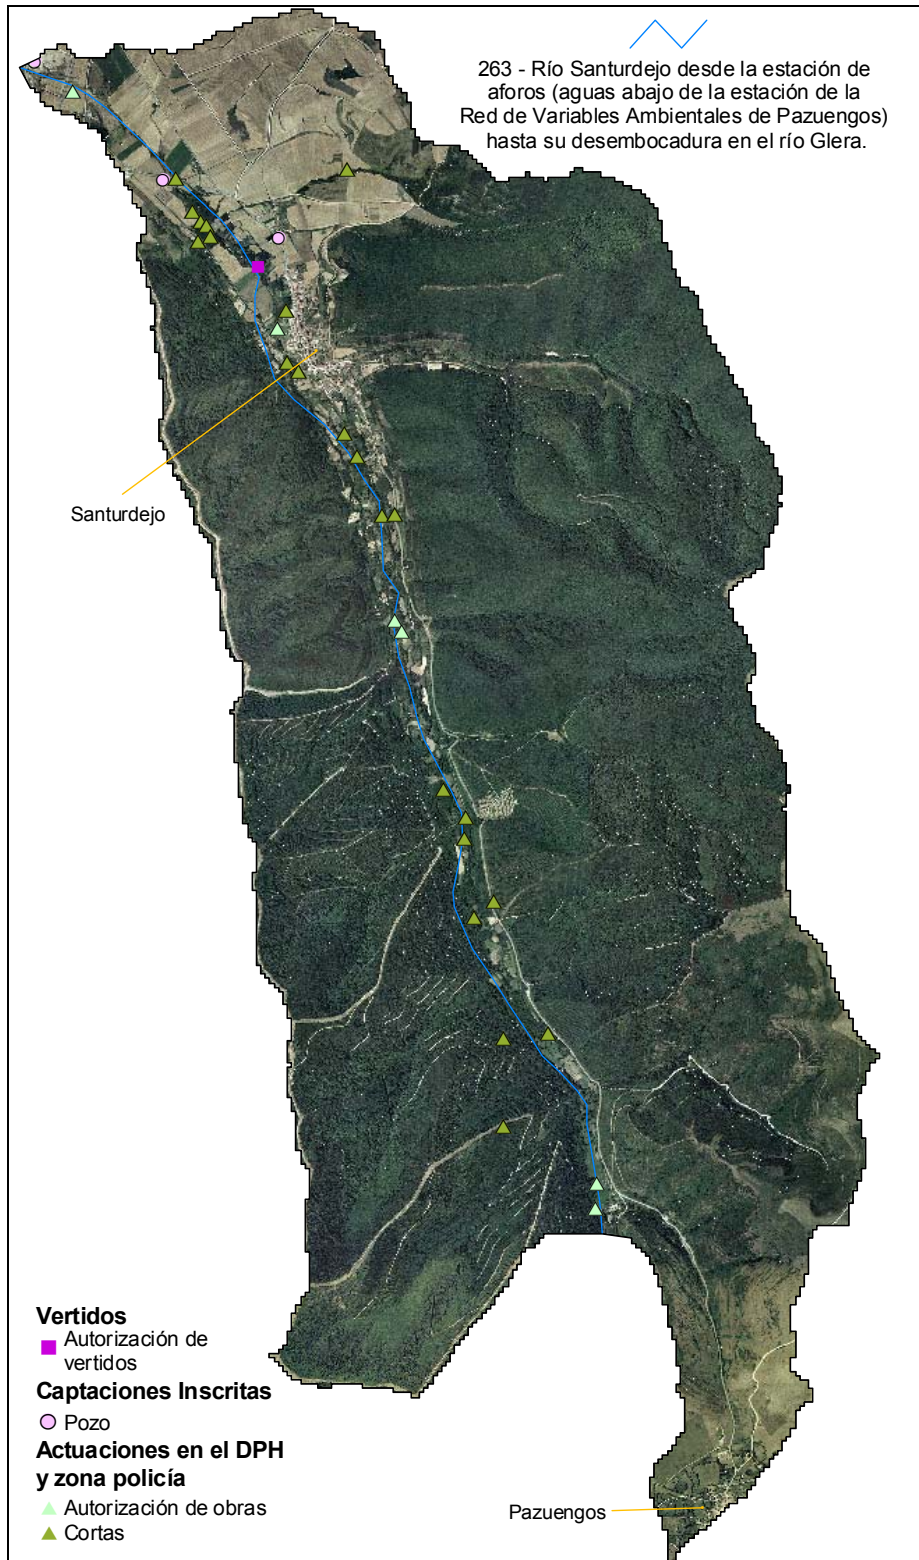 263 - Río Santurdejo desde la estación de
aforos (aguas abajo de la estación de la
Red de Variables Ambientales de Pazuengos)
hasta su desembocadura en el río Glera.
Santurdejo
Vertidos
Autorización de
vertidos
Captaciones Inscritas
Pozo
Actuaciones en el DPH
y zona policía
Autorización de obras
Cortas
Pazuengos